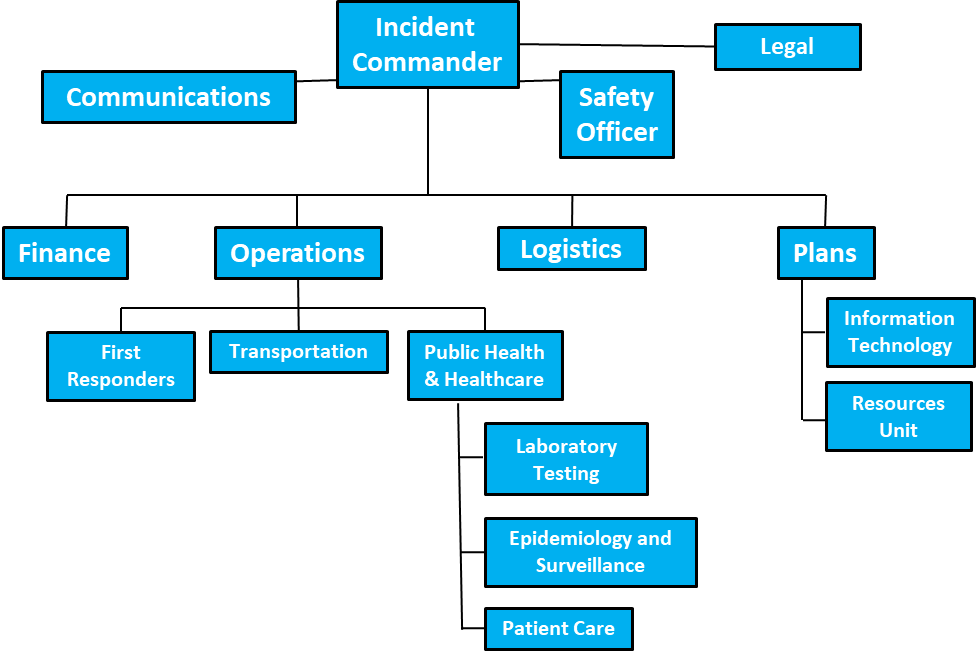 Incident
Commander
Legal
Communications
Safety
Officer
Finance
Operations
Logistics
Plans
First
Responders
Transportation
Public Health
& Healthcare
Information
Technology
Resources
Unit
Laboratory
Testing
Epidemiology and
Surveillance
Patient Care